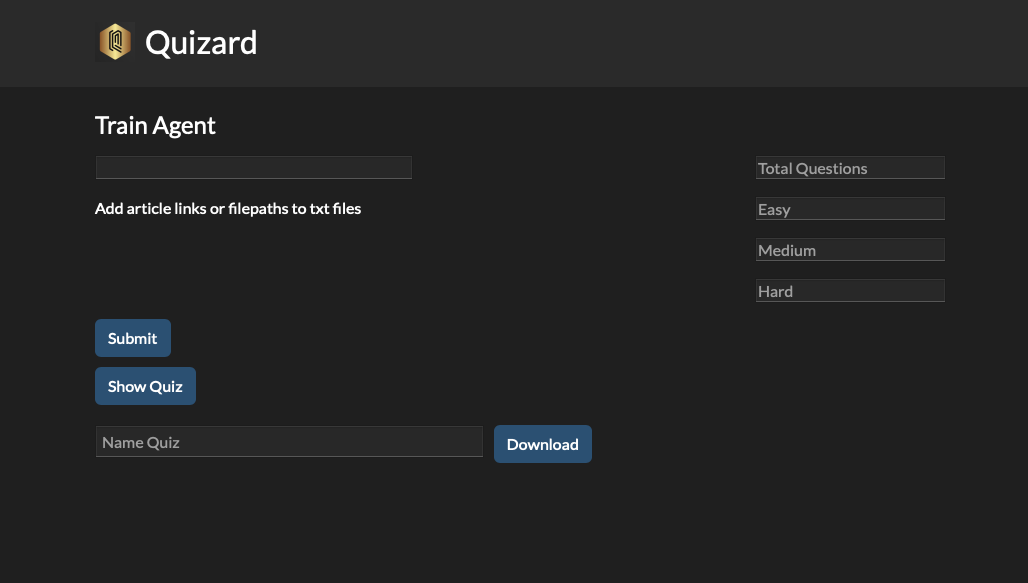 Quizard
Train Agent
Total Questions
Add article links or filepaths to txt files
Easy
Medium
Hard
Submit
Show Quiz
Name Quiz
Download